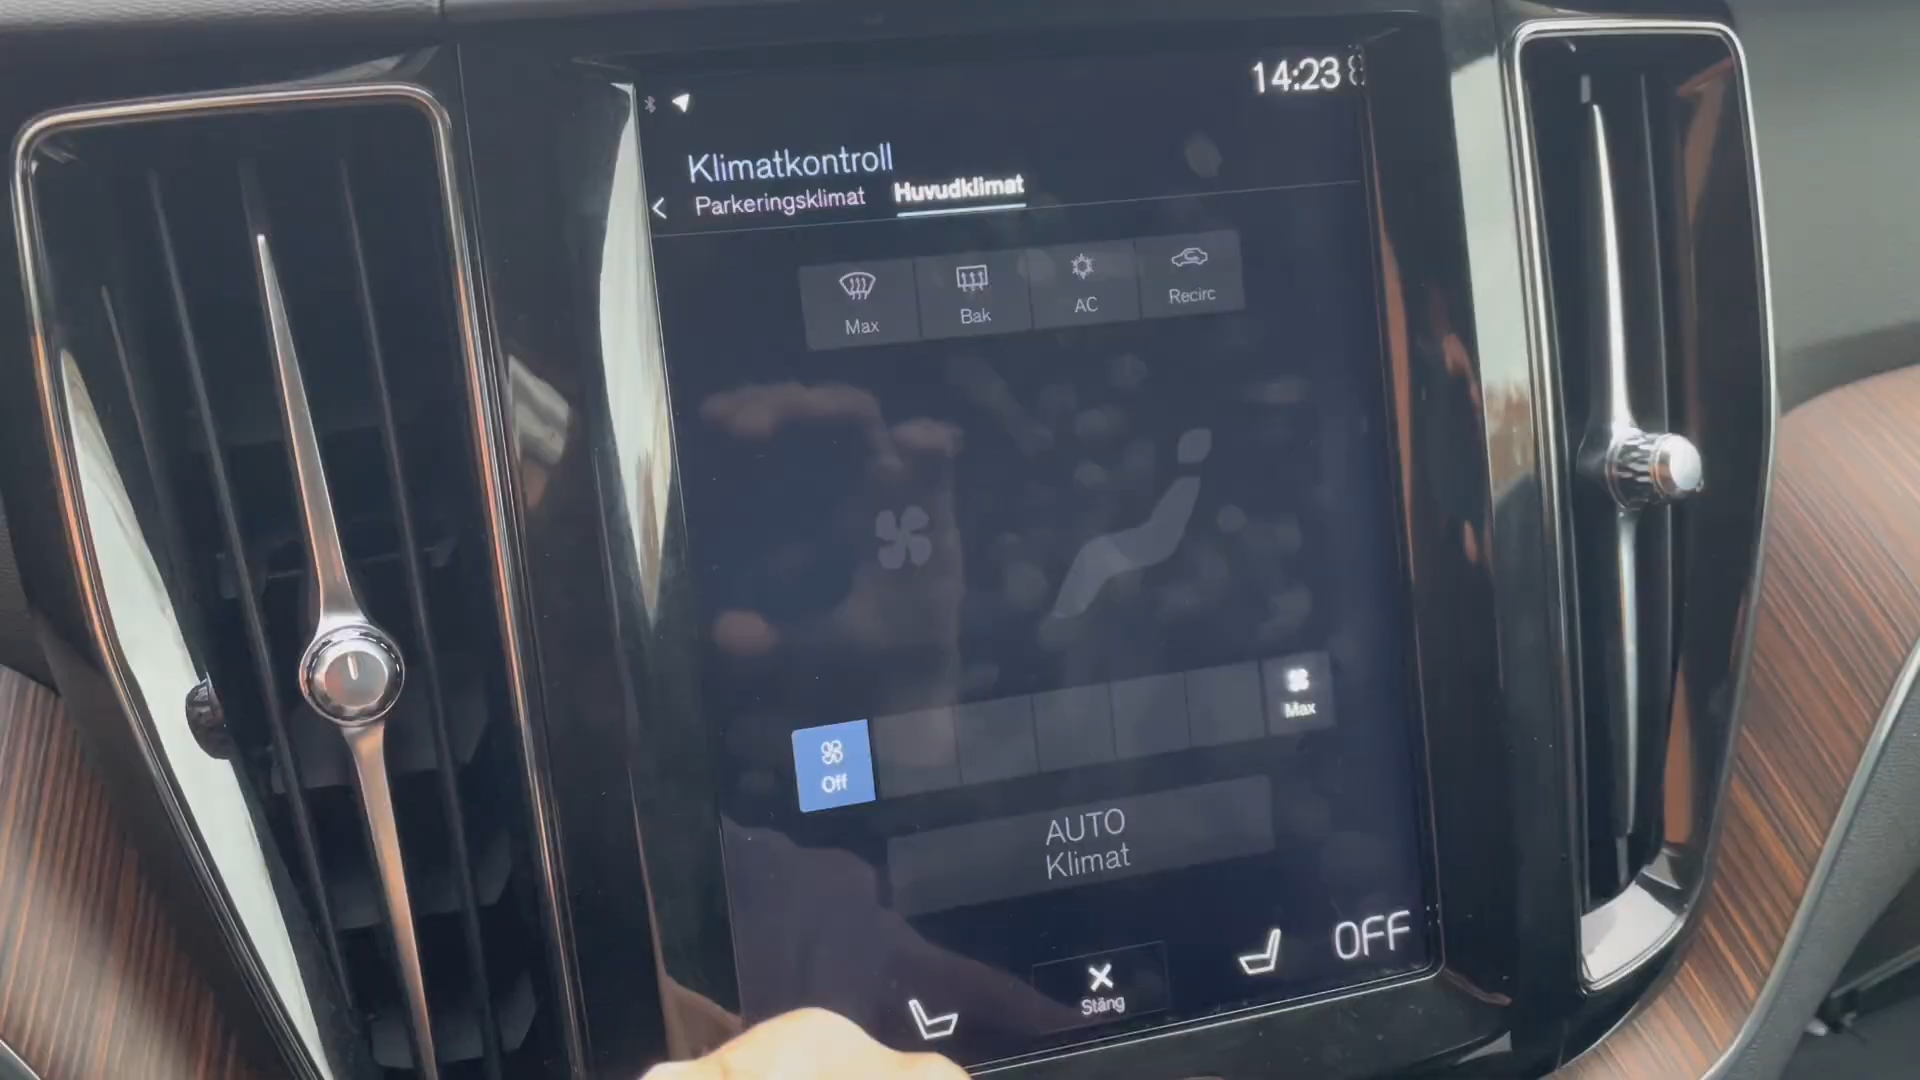 14:23
Klimatkontroll
Parkeringsklimat
Huvudklimat
Max
Bak
AC
Recirc
Max
Off
AUTO
Klimat
OFF
Stäng